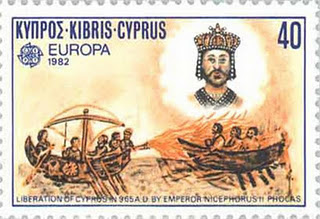 ΚΥΠΡΟΣ·KIBRIS·CYPRUS 40
EUROPA
1982
LIBERATION OF CYPRUS IN 965 A.D. BY EMPEROR NICEPHORUS II PHOCAS